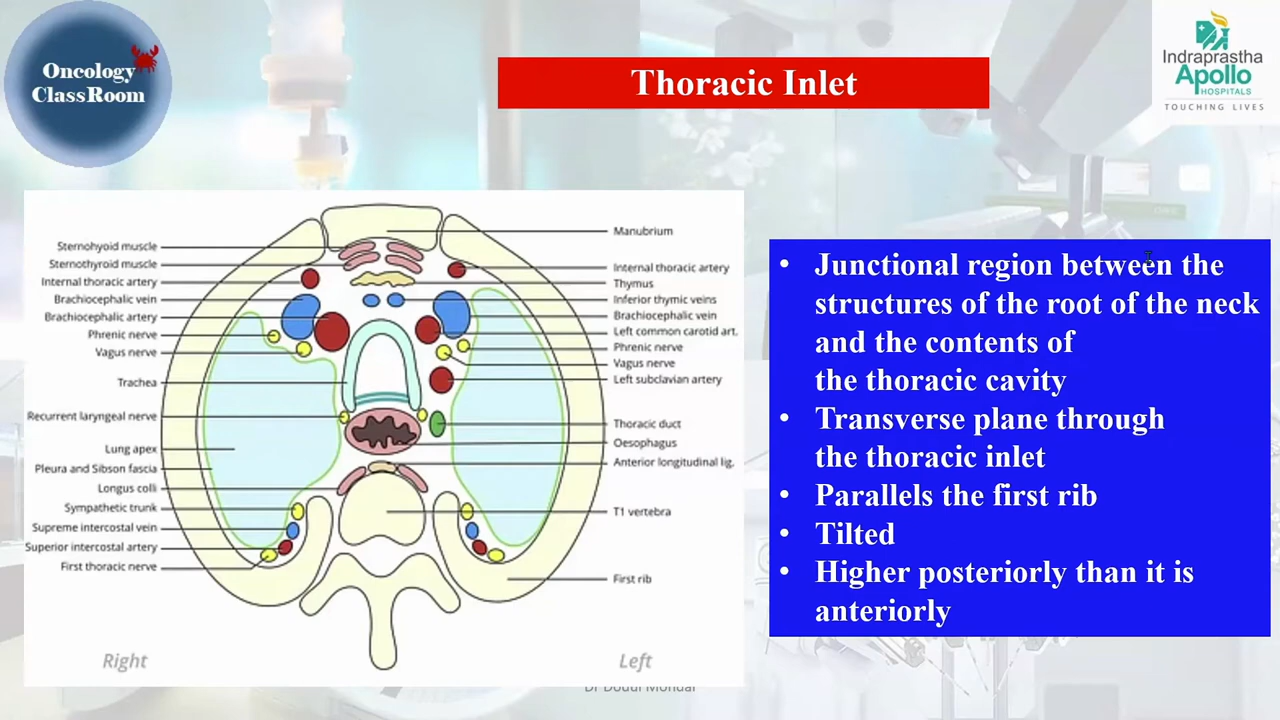 Oncology
ClassRoom
Thoracic Inlet
Indraprastha
Apollo
HOSPITALS
TOUCHING LIVES
Sternohyoid muscle
Sternothyroid muscle
Internal thoracic artery
Brachiocephalic vein
Brachiocephalic artery
Phrenic nerve
Vagus nerve
Trachea
Recurrent laryngeal nerve
Lung apex
Pleura and Sibson fascia
Longus colli
Sympathetic trunk
Supreme intercostal vein
Superior intercostal artery
First thoracic nerve
Manubrium
Internal thoracic artery
Thymus
Inferior thymic veins
Brachiocephalic vein
Left common carotid art.
Phrenic nerve
Vagus nerve
Left subclavian artery
Thoracic duct
Oesophagus
Anterior longitudinal lig.
T1 vertebra
First rib
Right
Left
• Junctional region between the
structures of the root of the neck
and the contents of
the thoracic cavity
• Transverse plane through
the thoracic inlet
• Parallels the first rib
• Tilted
• Higher posteriorly than it is
anteriorly